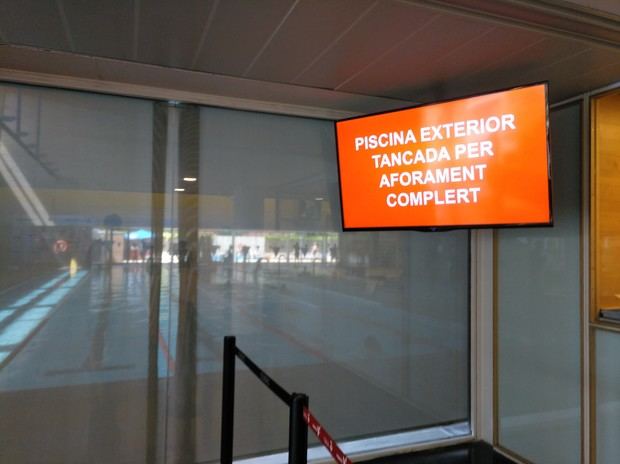 PISCINA EXTERIOR
TANCADA PER
AFORAMENT
COMPLERT